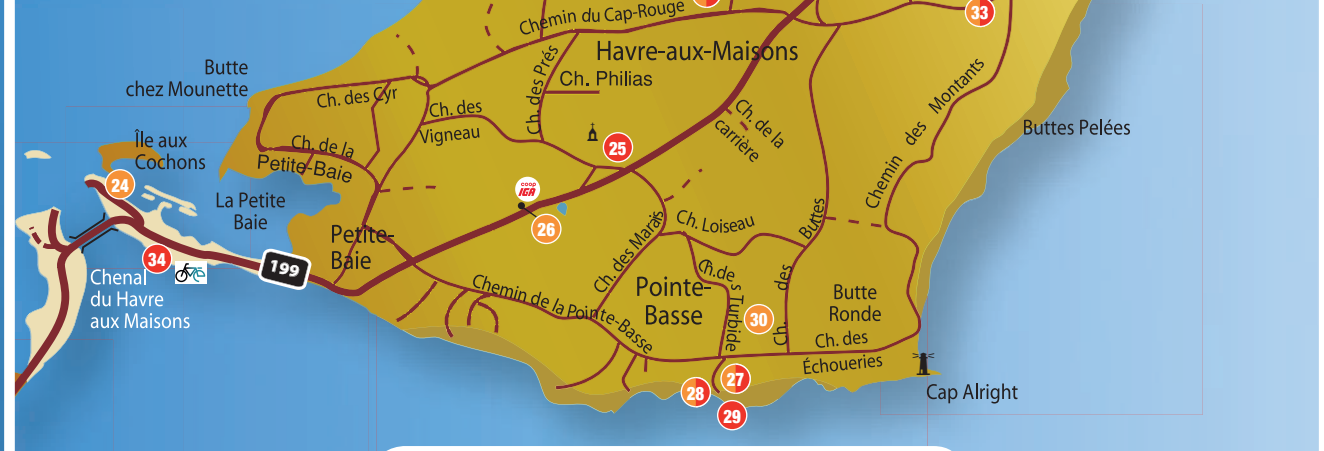 33
Chemin du Cap-Rouge
Havre-aux-Maisons
Butte
chez Mounette
Ch. des Prés
Ch. Philias
Ch. des Cyr
Ch. des
Vigneau
Ch. de la
carrière
Chemin des Montants
Buttes Pelées
Île aux
Cochons
Ch. de la
Petite-Baie
25
24
coop
IGA
La Petite
Baie
26
Ch. des Marais
Ch. Loiseau
Ch. des Buttes
Petite-
Baie
34
199
Chenal
du Havre
aux Maisons
Chemin de la Pointe-Basse
Pointe-
Basse
Ch. de s Turbide
30
Butte
Ronde
Ch. des
Échoueries
27
28
29
Cap Alright